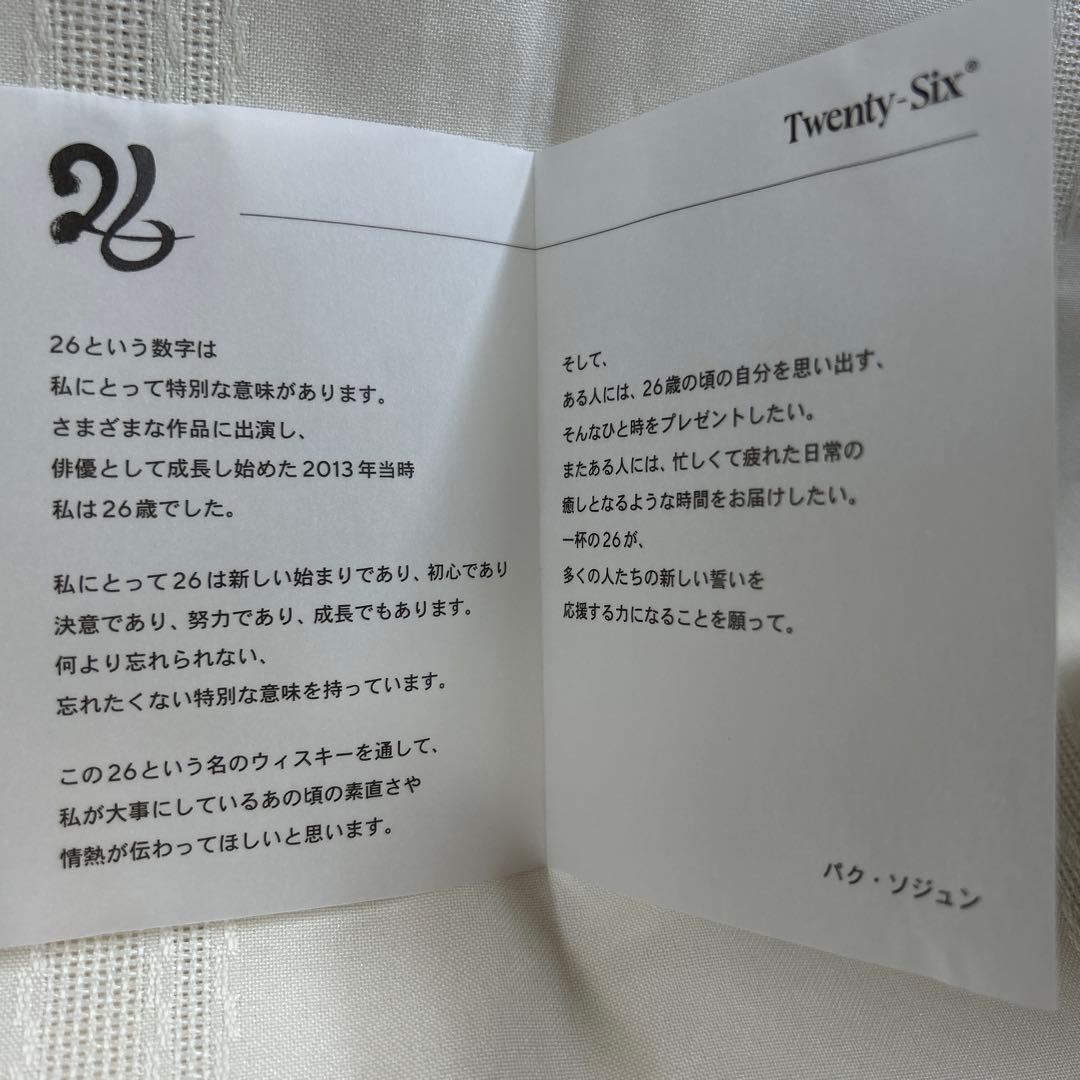 26
26という数字は
私にとって特別な意味があります。
さまざまな作品に出演し、
俳優として成長し始めた2013年当時
私は26歳でした。
私にとって26は新しい始まりであり、初心であり
決意であり、努力であり、成長でもあります。
何より忘れられない、
忘れたくない特別な意味を持っています。
この26という名のウィスキーを通して、
私が大事にしているあの頃の素直さや
情熱が伝わってほしいと思います。
Twenty-Six®
そして、
ある人には、26歳の頃の自分を思い出す、
そんなひと時をプレゼントしたい。
またある人には、忙しくて疲れた日常の
癒しとなるような時間をお届けしたい。
一杯の26が、
多くの人たちの新しい誓いを
応援する力になることを願って。
パク・ソジュン